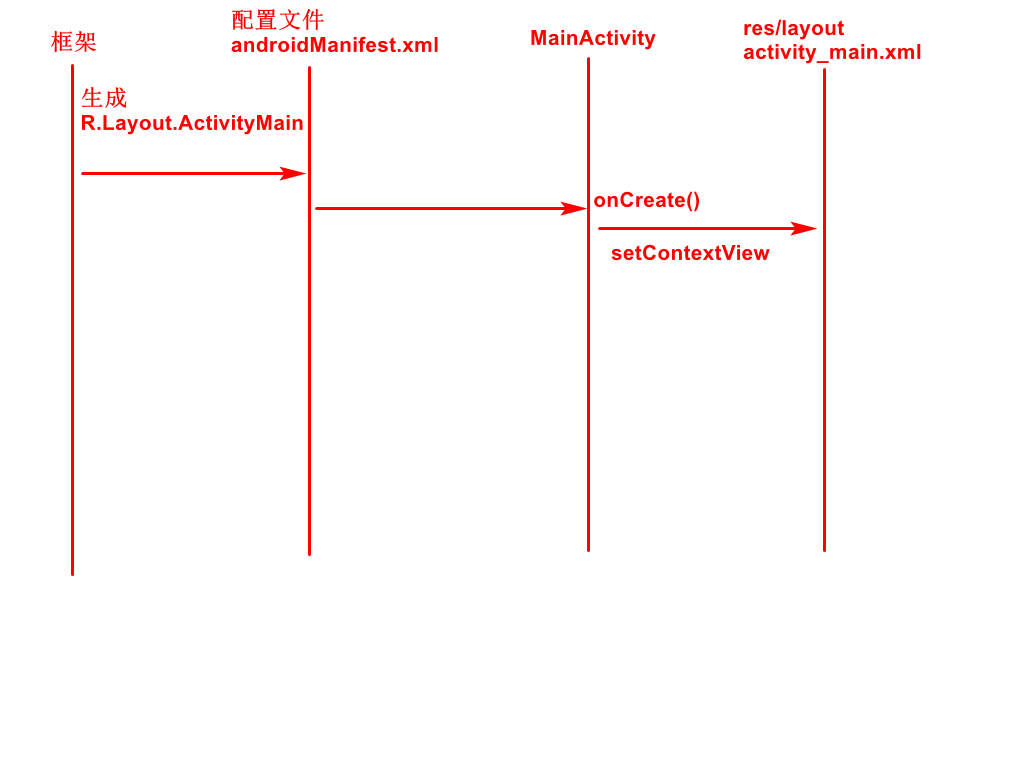 框架
配置文件
androidManifest.xml
MainActivity
res/layout
activity_main.xml
生成
R.Layout.ActivityMain
onCreate()
setContextView